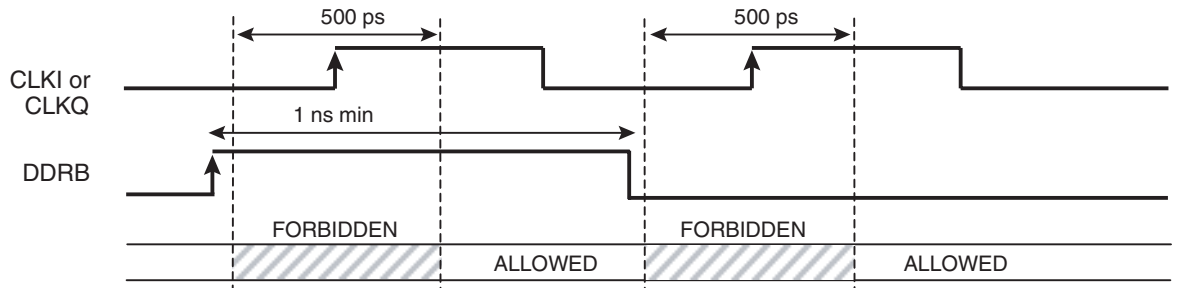 500 ps
500 ps
CLKI or
CLKQ
1 ns min
DDRB
FORBIDDEN
FORBIDDEN
ALLOWED
ALLOWED